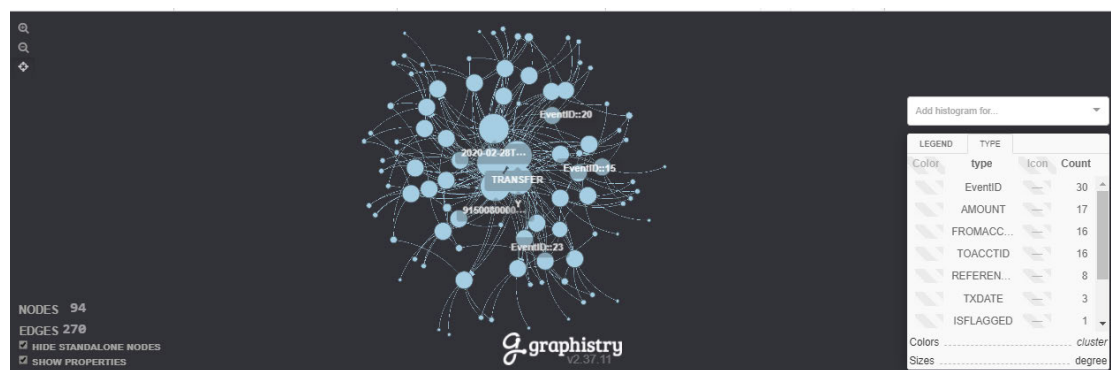 EventID::20
2020-02-28T...
EventID::15
TRANSFER
Y
9150080000...
EventID::23
NODES 94
EDGES 270
HIDE STANDALONE NODES
SHOW PROPERTIES
graphistry
v2.37.11
Add histogram for...
LEGEND TYPE
Color type Icon Count
EventID — 30
AMOUNT — 17
FROMACC... — 16
TOACCTID — 16
REFEREN... — 8
TXDATE — 3
ISFLAGGED — 1
Colors cluster
Sizes degree